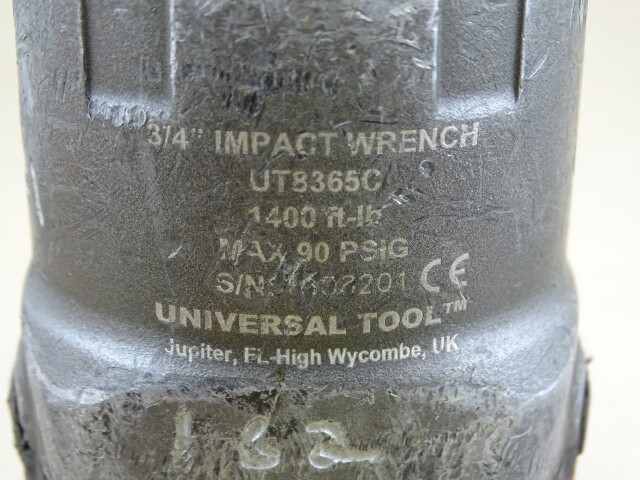 3/4" IMPACT WRENCH
UT8365C
1400 ft-lb
MAX 90 PSIG
S/N: CE
UNIVERSAL TOOL™
Jupiter, FL-High Wycombe, UK
162